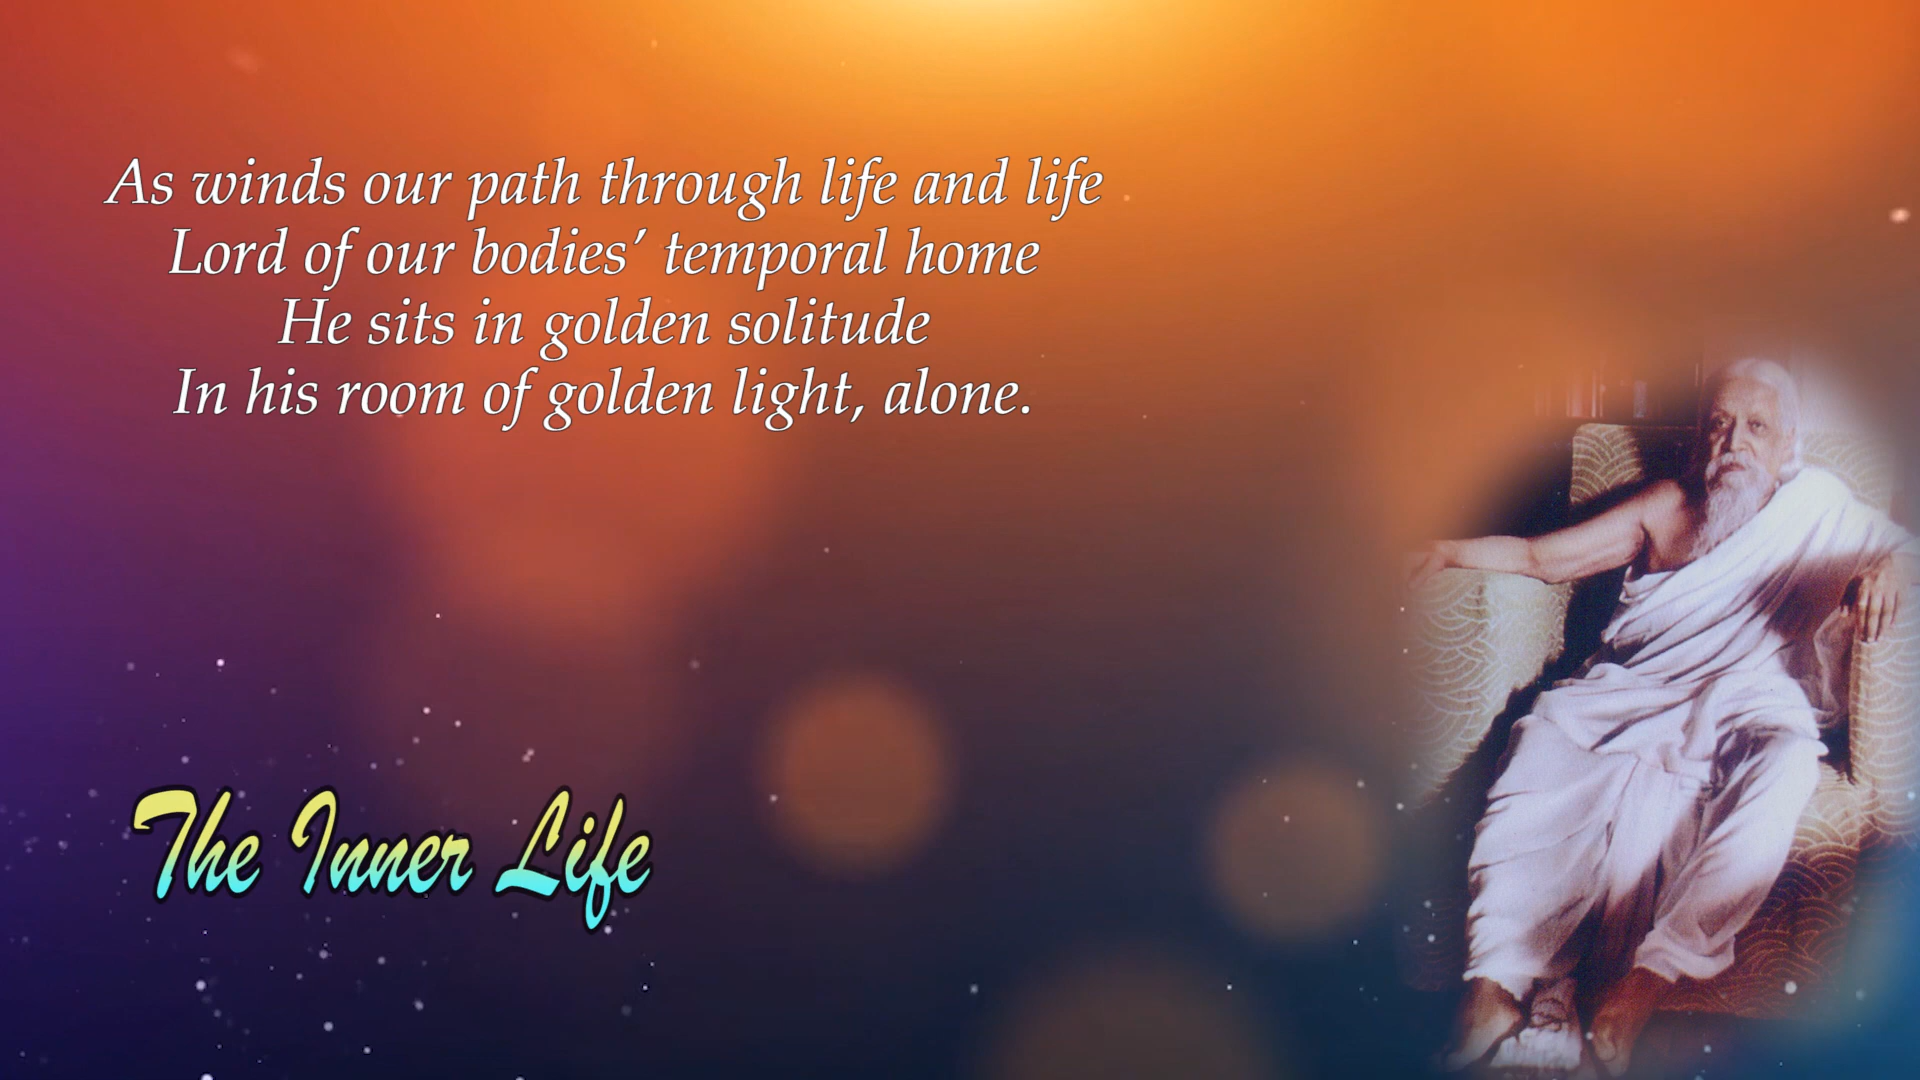 As winds our path through life and life
Lord of our bodies’ temporal home
He sits in golden solitude
In his room of golden light, alone.
The Inner Life